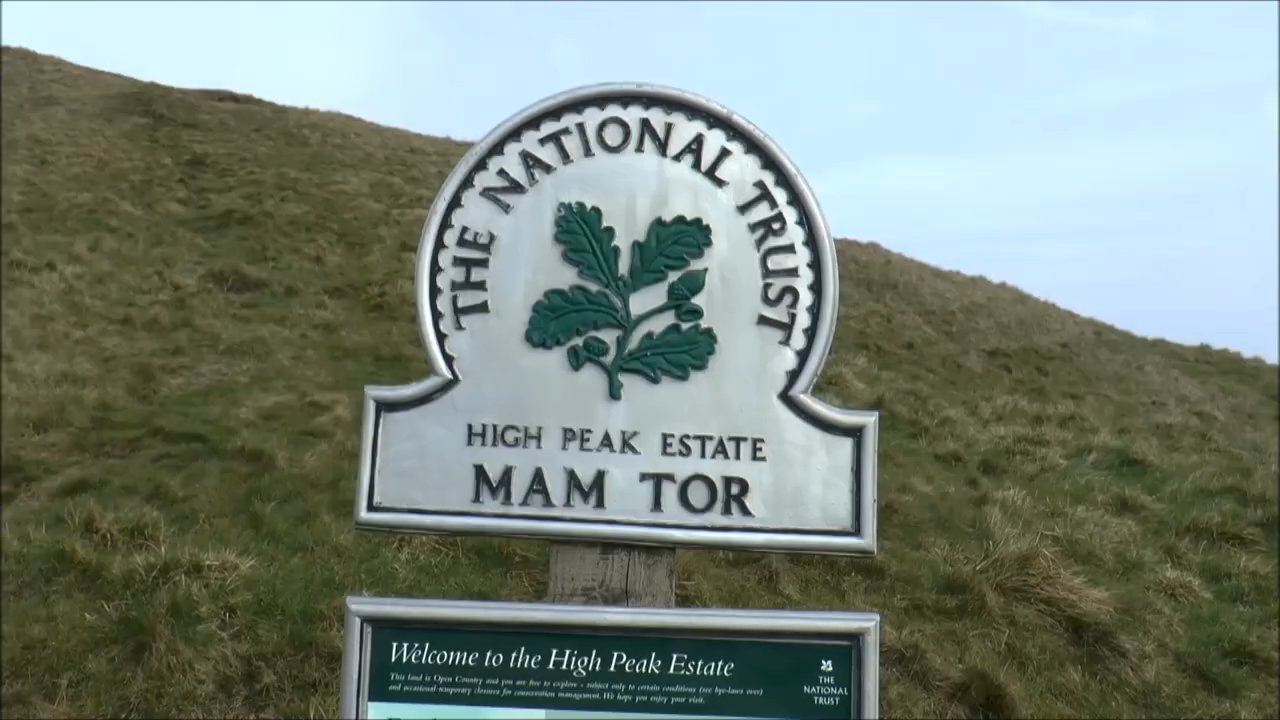 THE NATIONAL TRUST
HIGH PEAK ESTATE
MAM TOR
Welcome to the High Peak Estate
This land is Open Country and you are free to explore - subject only to certain conditions (see bye-laws over)
and occasional temporary closures for conservation management. We hope you enjoy your visit.
THE
NATIONAL
TRUST